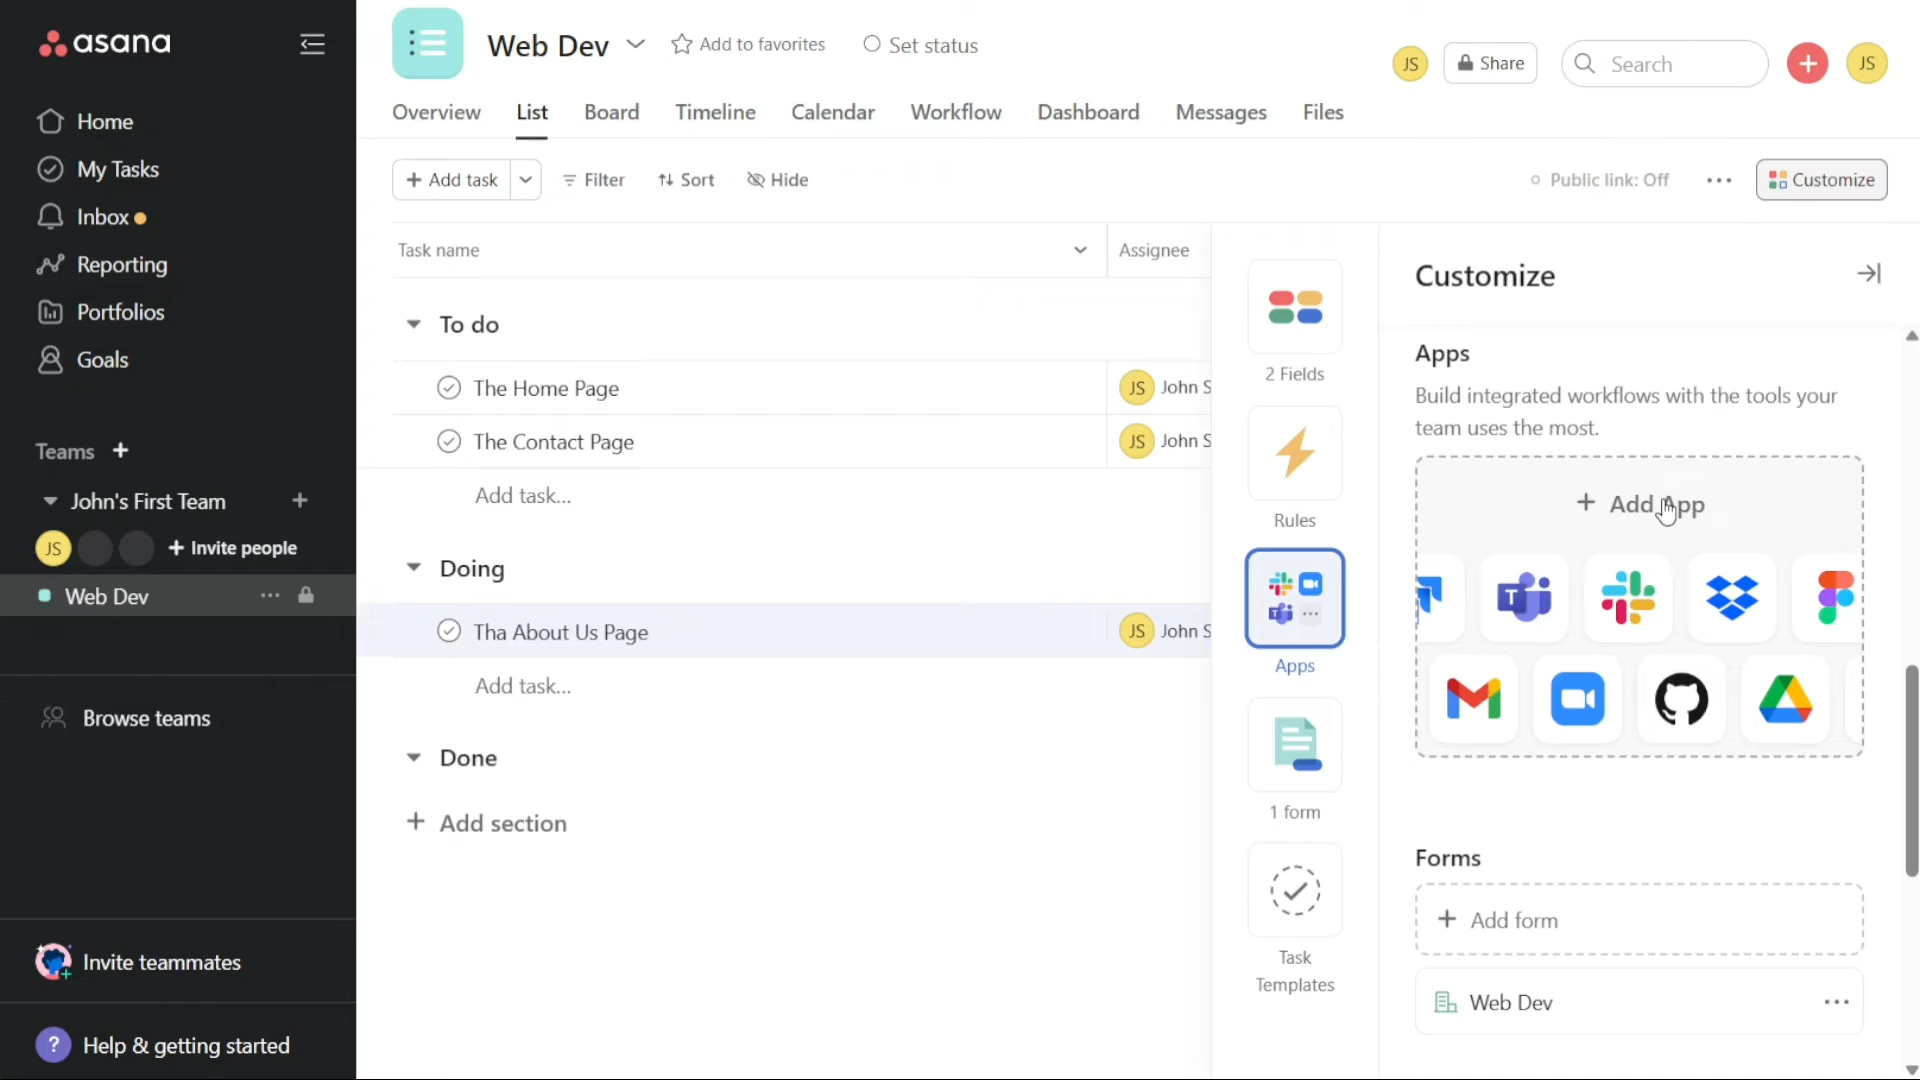 asana
Home
My Tasks
Inbox
Reporting
Portfolios
Goals
Teams +
John's First Team +
JS + Invite people
Web Dev ...
Browse teams
Invite teammates
? Help & getting started
Web Dev
Add to favorites
Set status
JS
Share
Search
+
JS
Overview List Board Timeline Calendar Workflow Dashboard Messages Files
+ Add task
Filter
Sort
Hide
Public link: Off
...
Customize
Task name
Assignee
To do
The Home Page
JS John S
The Contact Page
JS John S
Add task...
Doing
Tha About Us Page
JS John S
Add task...
Done
+ Add section
2 Fields
Rules
Apps
1 form
Task
Templates
Customize
Apps
Build integrated workflows with the tools your
team uses the most.
+ Add App
T
Forms
+ Add form
Web Dev ...